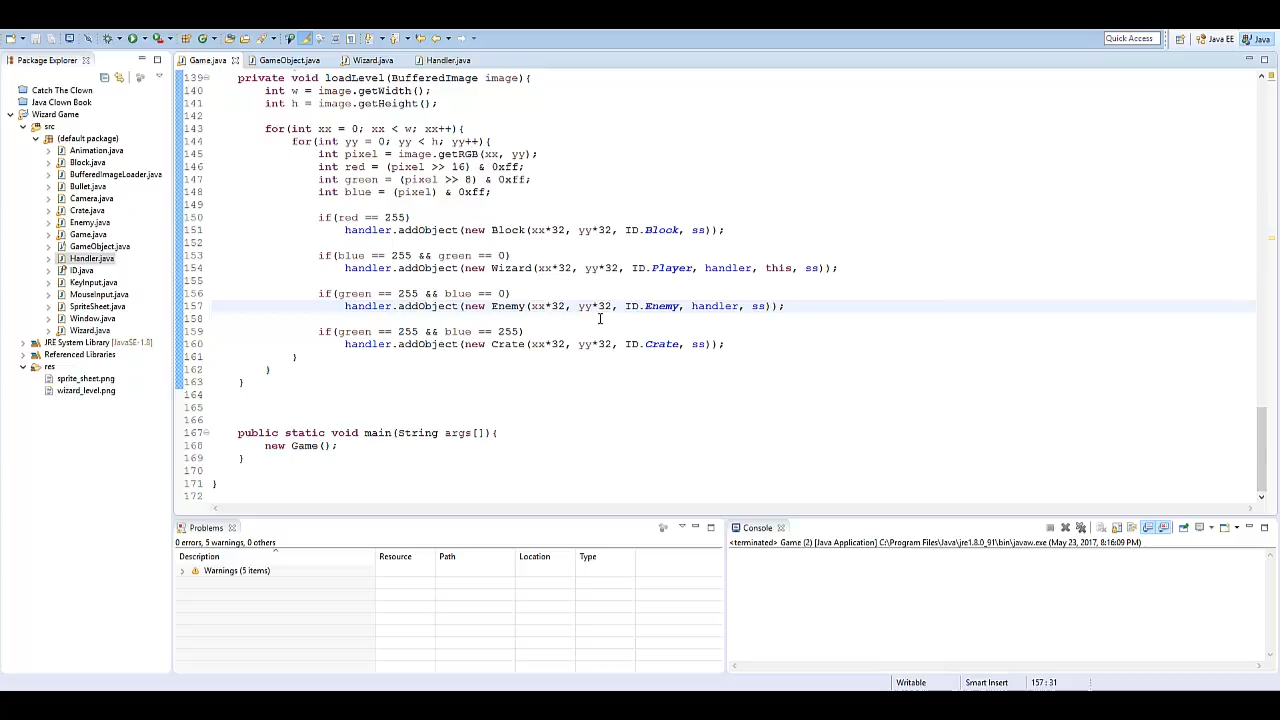 Quick Access
Java EE
Java
Package Explorer
Game.java
GameObject.java
Wizard.java
Handler.java
Catch The Clown
Java Clown Book
Wizard Game
src
(default package)
Animation.java
Block.java
BufferedImageLoader.java
Bullet.java
Camera.java
Crate.java
Enemy.java
Game.java
GameObject.java
Handler.java
ID.java
KeyInput.java
MouseInput.java
SpriteSheet.java
Window.java
Wizard.java
JRE System Library [JavaSE-1.8]
Referenced Libraries
res
sprite_sheet.png
wizard_level.png
139 private void loadLevel(BufferedImage image){
140 int w = image.getWidth();
141 int h = image.getHeight();
142
143 for(int xx = 0; xx < w; xx++){
144 for(int yy = 0; yy < h; yy++){
145 int pixel = image.getRGB(xx, yy);
146 int red = (pixel >> 16) & 0xff;
147 int green = (pixel >> 8) & 0xff;
148 int blue = (pixel) & 0xff;
149
150 if(red == 255)
151 handler.addObject(new Block(xx*32, yy*32, ID.Block, ss));
152
153 if(blue == 255 && green == 0)
154 handler.addObject(new Wizard(xx*32, yy*32, ID.Player, handler, this, ss));
155
156 if(green == 255 && blue == 0)
157 handler.addObject(new Enemy(xx*32, yy*32, ID.Enemy, handler, ss));
158
159 if(green == 255 && blue == 255)
160 handler.addObject(new Crate(xx*32, yy*32, ID.Crate, ss));
161 }
162 }
163 }
164
165
166
167 public static void main(String args[]){
168 new Game();
169 }
170
171 }
172
Problems
0 errors, 5 warnings, 0 others
Description Resource Path Location Type
Warnings (5 items)
Console
<terminated> Game (2) [Java Application] C:\Program Files\Java\jre1.8.0_91\bin\javaw.exe (May 23, 2017, 8:16:09 PM)
Writable Smart Insert 157 : 31